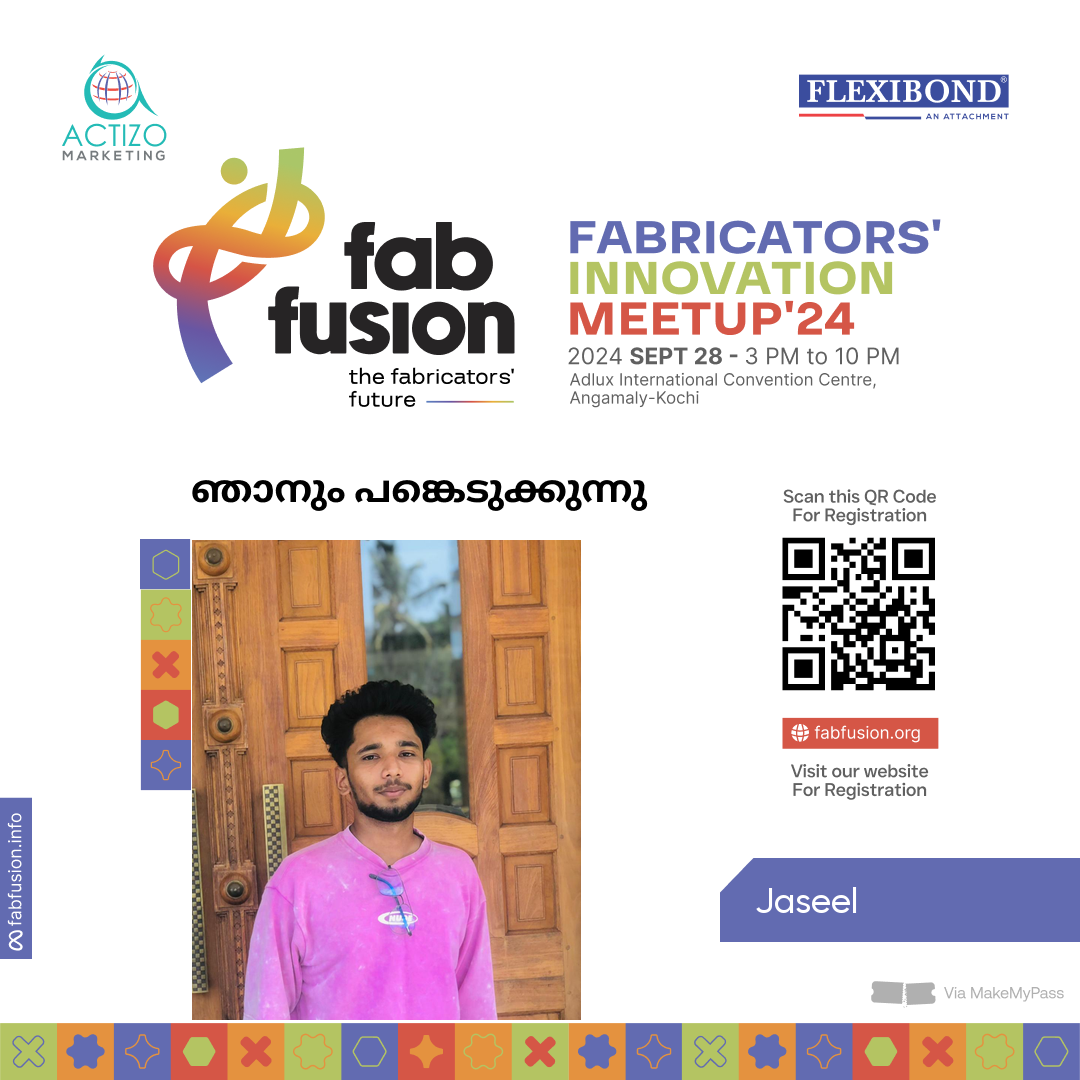 ACTIZO
MARKETING
FLEXIBOND®
AN ATTACHMENT
fab
fusion
the fabricators'
future
FABRICATORS'
INNOVATION
MEETUP'24
2024 SEPT 28 - 3 PM to 10 PM
Adlux International Convention Centre,
Angamaly-Kochi
ഞാനും പങ്കെടുക്കുന്നു
Scan this QR Code
For Registration
fabfusion.org
Visit our website
For Registration
fabfusion.info
Jaseel
Via MakeMyPass